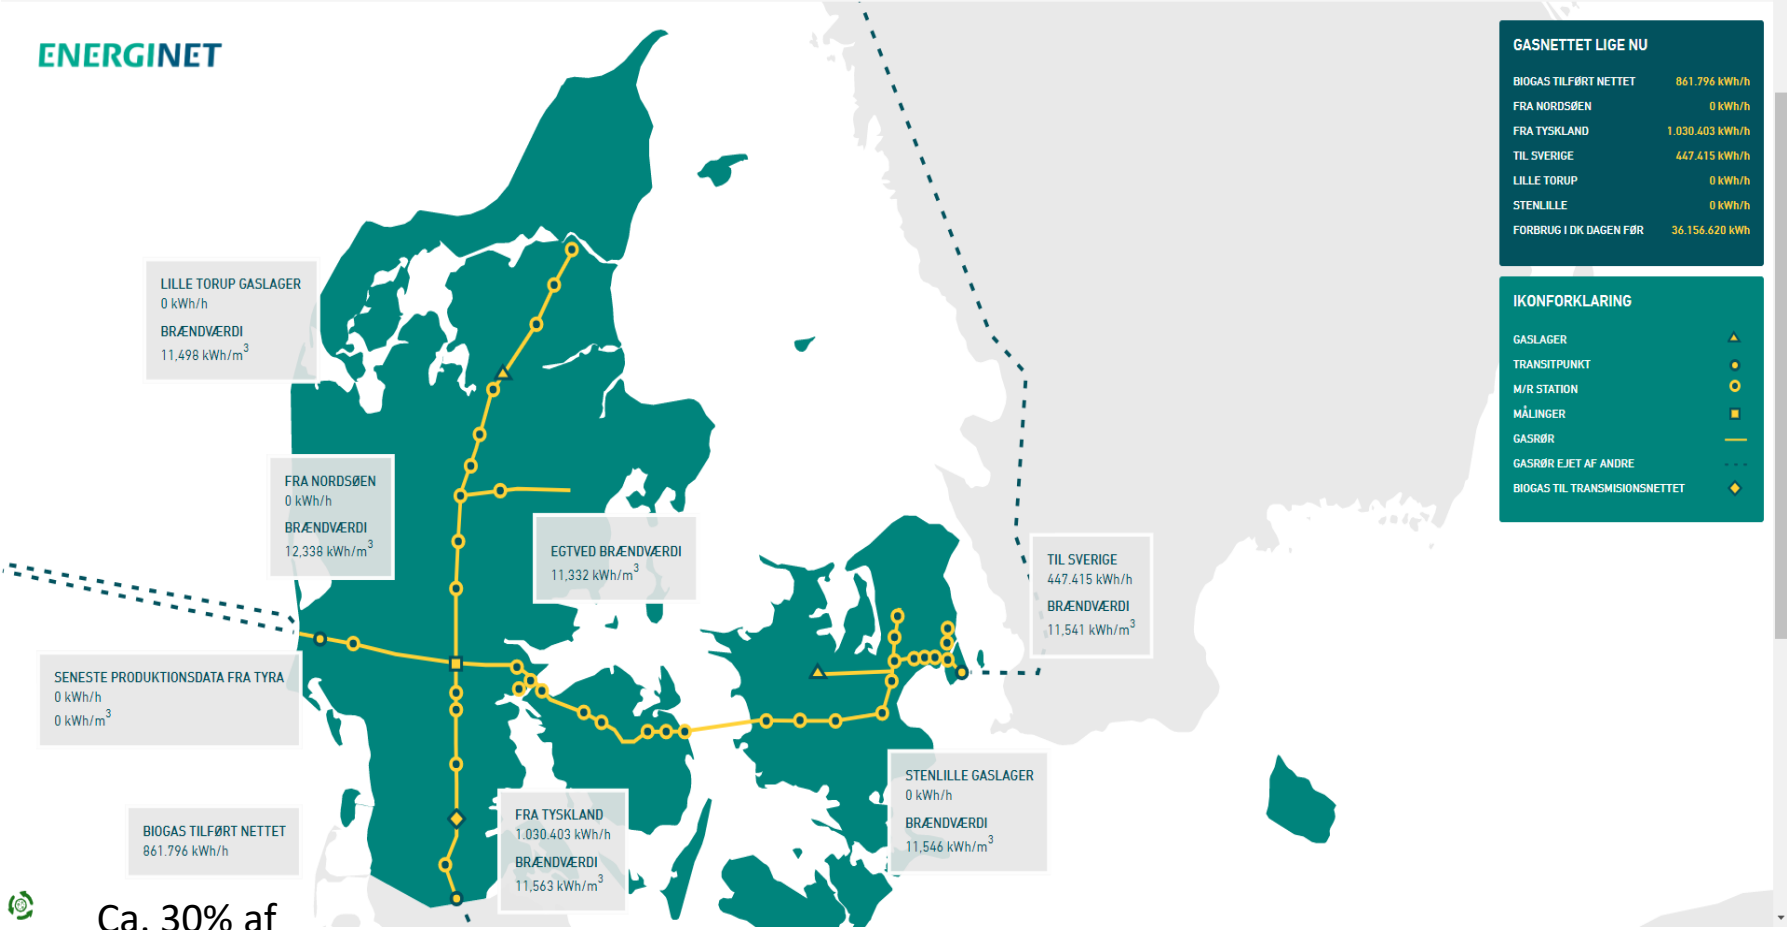 ENERGINET
GASNETTET LIGE NU
BIOGAS TILFØRT NETTET 861.796 kWh/h
FRA NORDSØEN 0 kWh/h
FRA TYSKLAND 1.030.403 kWh/h
TIL SVERIGE 447.415 kWh/h
LILLE TORUP 0 kWh/h
STENLILLE 0 kWh/h
FORBRUG I DK DAGEN FØR 36.156.620 kWh
IKONFORKLARING
GASLAGER
TRANSITPUNKT
M/R STATION
MÅLINGER
GASRØR
GASRØR EJET AF ANDRE
BIOGAS TIL TRANSMISIONSNETTET
LILLE TORUP GASLAGER
0 kWh/h
BRÆNDVÆRDI
11,498 kWh/m³
FRA NORDSØEN
0 kWh/h
BRÆNDVÆRDI
12,338 kWh/m³
EGTVED BRÆNDVÆRDI
11,332 kWh/m³
TIL SVERIGE
447.415 kWh/h
BRÆNDVÆRDI
11,541 kWh/m³
SENESTE PRODUKTIONSDATA FRA TYRA
0 kWh/h
0 kWh/m³
STENLILLE GASLAGER
0 kWh/h
BRÆNDVÆRDI
11,546 kWh/m³
FRA TYSKLAND
1.030.403 kWh/h
BRÆNDVÆRDI
11,563 kWh/m³
BIOGAS TILFØRT NETTET
861.796 kWh/h
Ca. 30% af